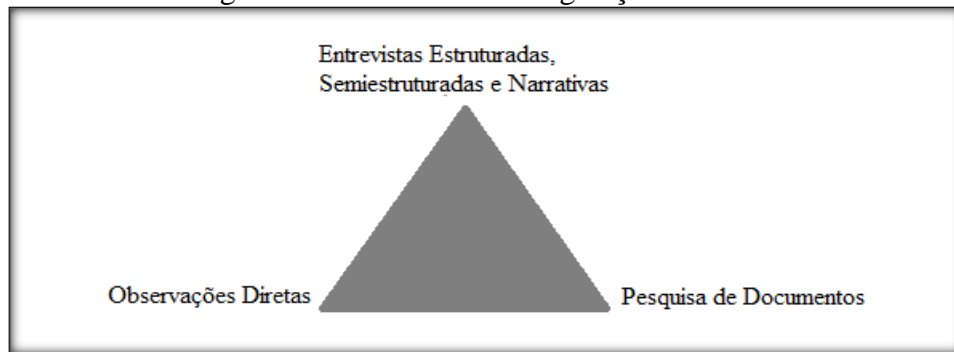 Entrevistas Estruturadas,
Semiestruturadas e Narrativas
Observações Diretas
Pesquisa de Documentos